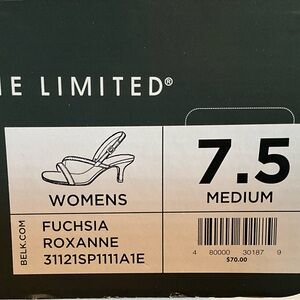 E LIMITED®
WOMENS
7.5
MEDIUM
BELK.COM
FUCHSIA
ROXANNE
31121SP1111A1E
4 80000 30187 9
$70.00